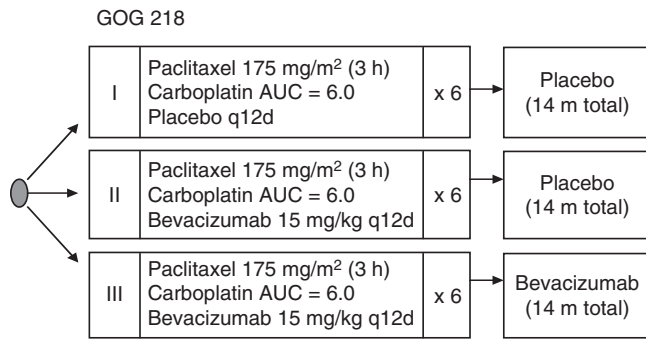 GOG 218
I
Paclitaxel 175 mg/m² (3 h)
Carboplatin AUC = 6.0
Placebo q12d
x 6
Placebo
(14 m total)
II
Paclitaxel 175 mg/m² (3 h)
Carboplatin AUC = 6.0
Bevacizumab 15 mg/kg q12d
x 6
Placebo
(14 m total)
III
Paclitaxel 175 mg/m² (3 h)
Carboplatin AUC = 6.0
Bevacizumab 15 mg/kg q12d
x 6
Bevacizumab
(14 m total)